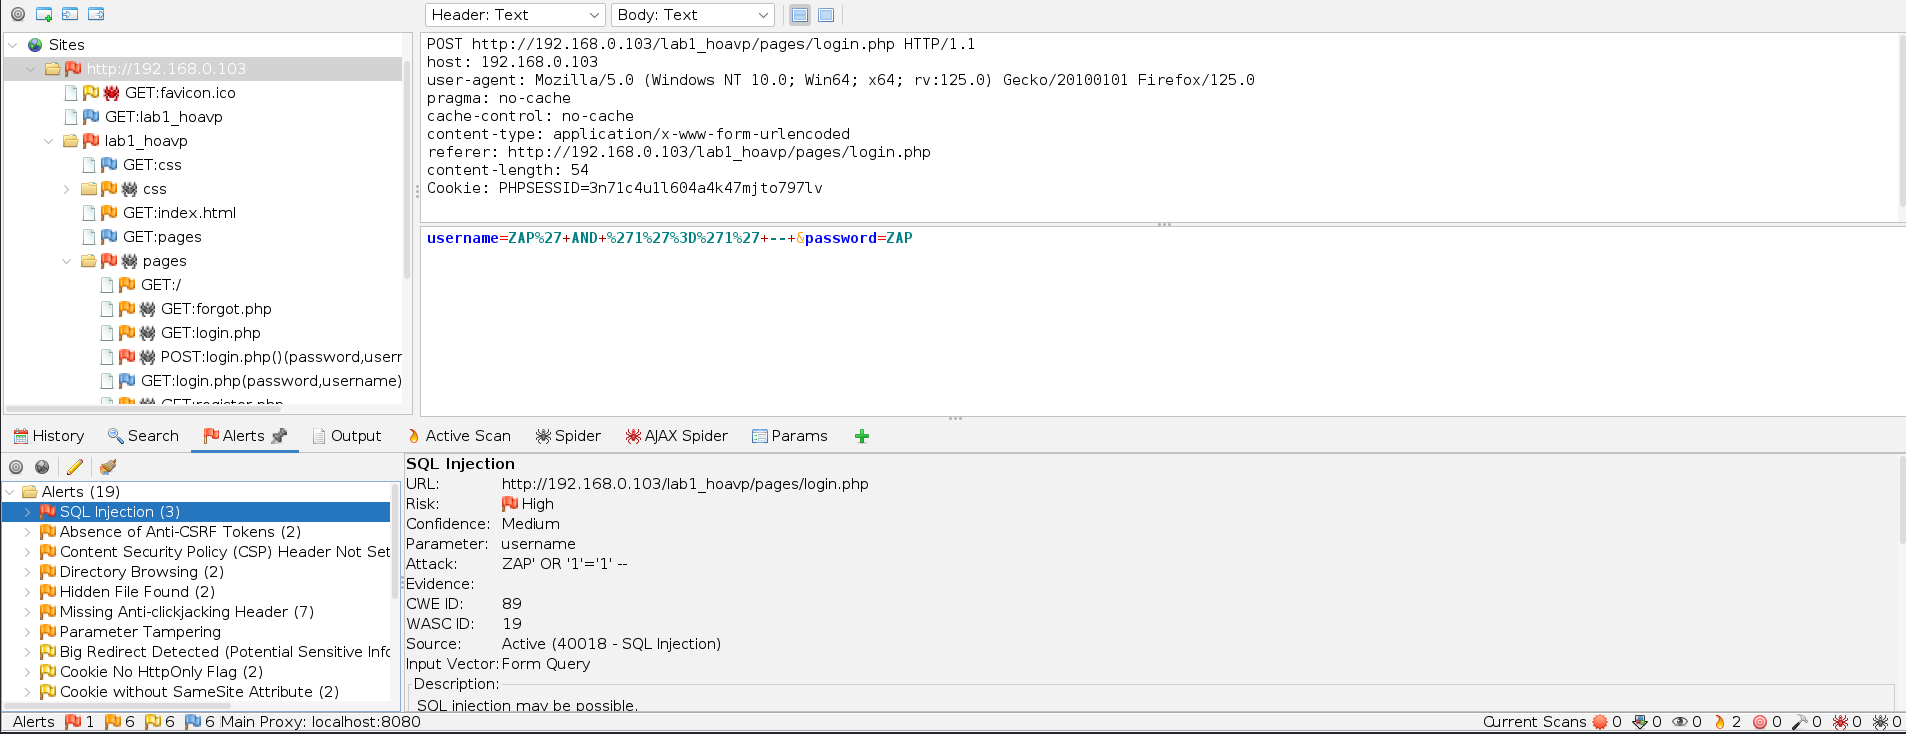 Header: Text
Body: Text
Sites
http://192.168.0.103
GET:favicon.ico
GET:lab1_hoavp
lab1_hoavp
GET:css
css
GET:index.html
GET:pages
pages
GET:/
GET:forgot.php
GET:login.php
POST:login.php()(password,userr
GET:login.php(password,username)
GET:register.php
POST http://192.168.0.103/lab1_hoavp/pages/login.php HTTP/1.1
host: 192.168.0.103
user-agent: Mozilla/5.0 (Windows NT 10.0; Win64; x64; rv:125.0) Gecko/20100101 Firefox/125.0
pragma: no-cache
cache-control: no-cache
content-type: application/x-www-form-urlencoded
referer: http://192.168.0.103/lab1_hoavp/pages/login.php
content-length: 54
Cookie: PHPSESSID=3n71c4u1l604a4k47mjto797lv
username=ZAP%27+AND+%271%27%3D%271%27+--+&password=ZAP
History Search Alerts Output Active Scan Spider AJAX Spider Params
Alerts (19)
SQL Injection (3)
Absence of Anti-CSRF Tokens (2)
Content Security Policy (CSP) Header Not Set
Directory Browsing (2)
Hidden File Found (2)
Missing Anti-clickjacking Header (7)
Parameter Tampering
Big Redirect Detected (Potential Sensitive Info
Cookie No HttpOnly Flag (2)
Cookie without SameSite Attribute (2)
SQL Injection
URL: http://192.168.0.103/lab1_hoavp/pages/login.php
Risk: High
Confidence: Medium
Parameter: username
Attack: ZAP' OR '1'='1' --
Evidence:
CWE ID: 89
WASC ID: 19
Source: Active (40018 - SQL Injection)
Input Vector: Form Query
Description:
SQL injection may be possible.
Alerts 1 6 6 6 Main Proxy: localhost:8080
Current Scans 0 0 0 2 0 0 0 0